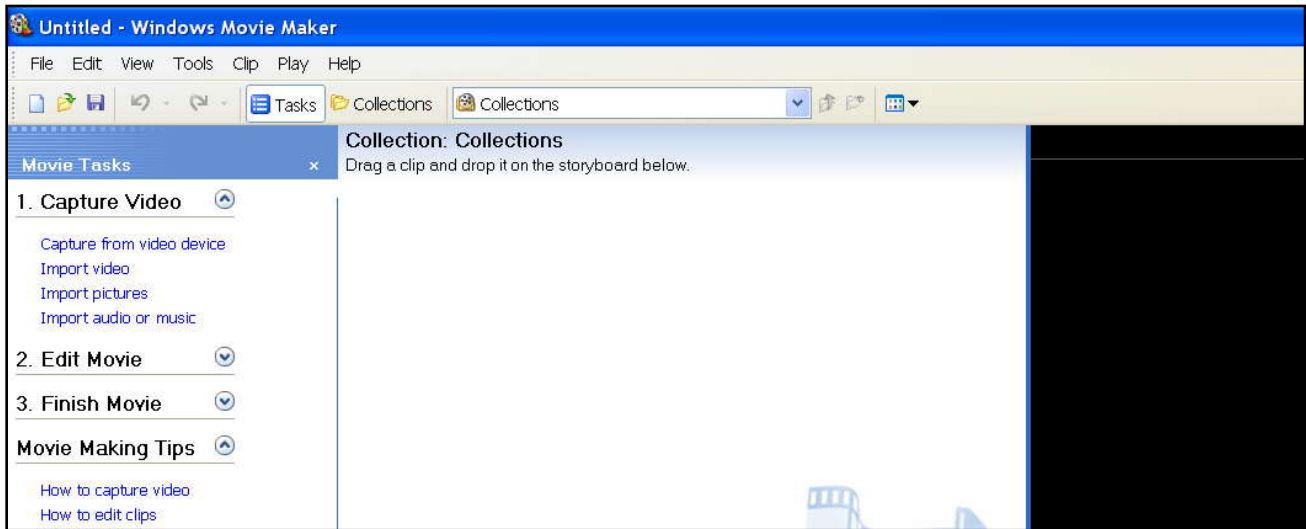 Untitled - Windows Movie Maker
File Edit View Tools Clip Play Help
Tasks Collections Collections
Movie Tasks
Collection: Collections
Drag a clip and drop it on the storyboard below.
1. Capture Video
Capture from video device
Import video
Import pictures
Import audio or music
2. Edit Movie
3. Finish Movie
Movie Making Tips
How to capture video
How to edit clips